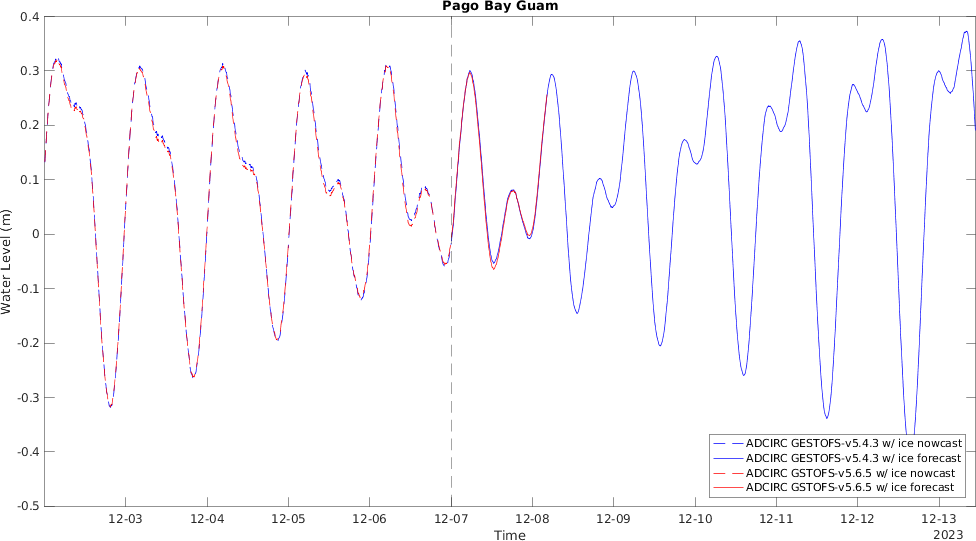 Pago Bay Guam
0.4
0.3
0.2
0.1
0
-0.1
-0.2
-0.3
-0.4
-0.5
Water Level (m)
ADCIRC GESTOFS-v5.4.3 w/ ice nowcast
ADCIRC GESTOFS-v5.4.3 w/ ice forecast
ADCIRC GSTOFS-v5.6.5 w/ ice nowcast
ADCIRC GSTOFS-v5.6.5 w/ ice forecast
12-03 12-04 12-05 12-06 12-07 12-08 12-09 12-10 12-11 12-12 12-13
Time
2023